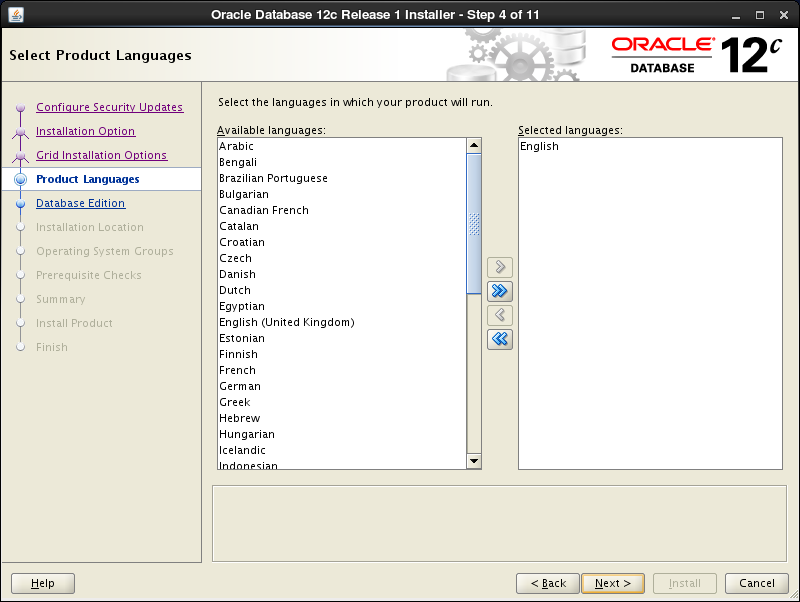 Oracle Database 12c Release 1 Installer - Step 4 of 11
Select Product Languages
ORACLE®
DATABASE
12c
Configure Security Updates
Installation Option
Grid Installation Options
Product Languages
Database Edition
Installation Location
Operating System Groups
Prerequisite Checks
Summary
Install Product
Finish
Select the languages in which your product will run.
Available languages:
Arabic
Bengali
Brazilian Portuguese
Bulgarian
Canadian French
Catalan
Croatian
Czech
Danish
Dutch
Egyptian
English (United Kingdom)
Estonian
Finnish
French
German
Greek
Hebrew
Hungarian
Icelandic
Indonesian
Selected languages:
English
Help
< Back
Next >
Install
Cancel